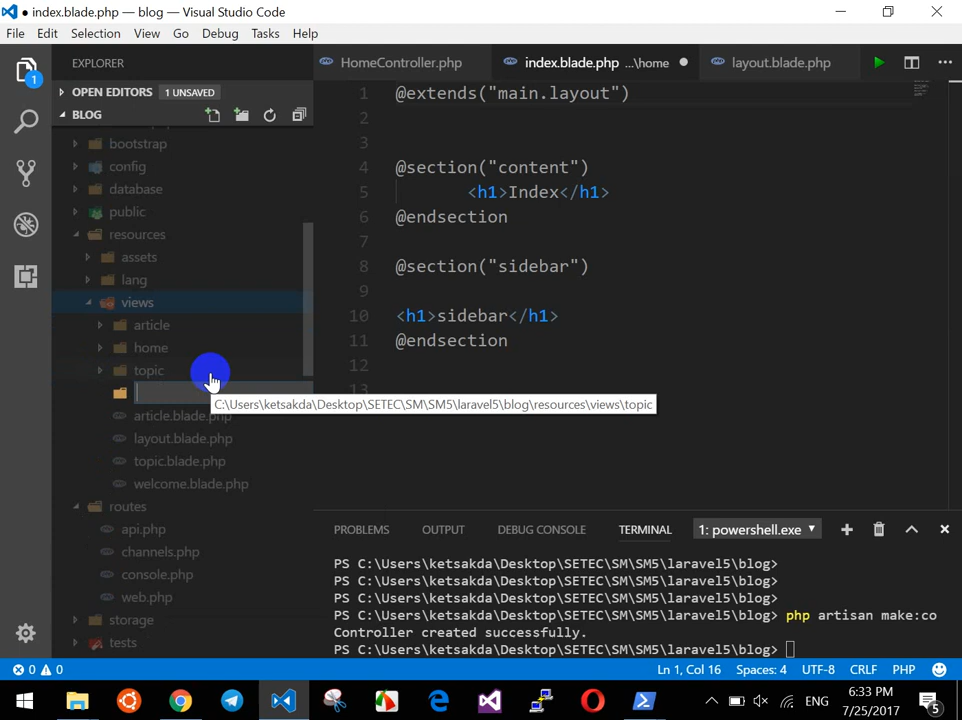 index.blade.php — blog — Visual Studio Code
File Edit Selection View Go Debug Tasks Help
EXPLORER
HomeController.php
index.blade.php ...\home
layout.blade.php
1
OPEN EDITORS 1 UNSAVED
BLOG
bootstrap
config
database
public
resources
assets
lang
views
article
home
topic
article.blade.php
layout.blade.php
topic.blade.php
welcome.blade.php
routes
api.php
channels.php
console.php
web.php
storage
tests
C:\Users\ketsakda\Desktop\SETEC\SM\SM5\laravel5\blog\resources\views\topic
1 @extends("main.layout")
2
3
4 @section("content")
5 <h1>Index</h1>
6 @endsection
7
8 @section("sidebar")
9
10 <h1>sidebar</h1>
11 @endsection
12
13
PROBLEMS OUTPUT DEBUG CONSOLE TERMINAL 1: powershell.exe
PS C:\Users\ketsakda\Desktop\SETEC\SM\SM5\laravel5\blog>
PS C:\Users\ketsakda\Desktop\SETEC\SM\SM5\laravel5\blog>
PS C:\Users\ketsakda\Desktop\SETEC\SM\SM5\laravel5\blog>
PS C:\Users\ketsakda\Desktop\SETEC\SM\SM5\laravel5\blog> php artisan make:co
Controller created successfully.
PS C:\Users\ketsakda\Desktop\SETEC\SM\SM5\laravel5\blog>
0 0 Ln 1, Col 16 Spaces: 4 UTF-8 CRLF PHP
ENG 6:33 PM
7/25/2017 5